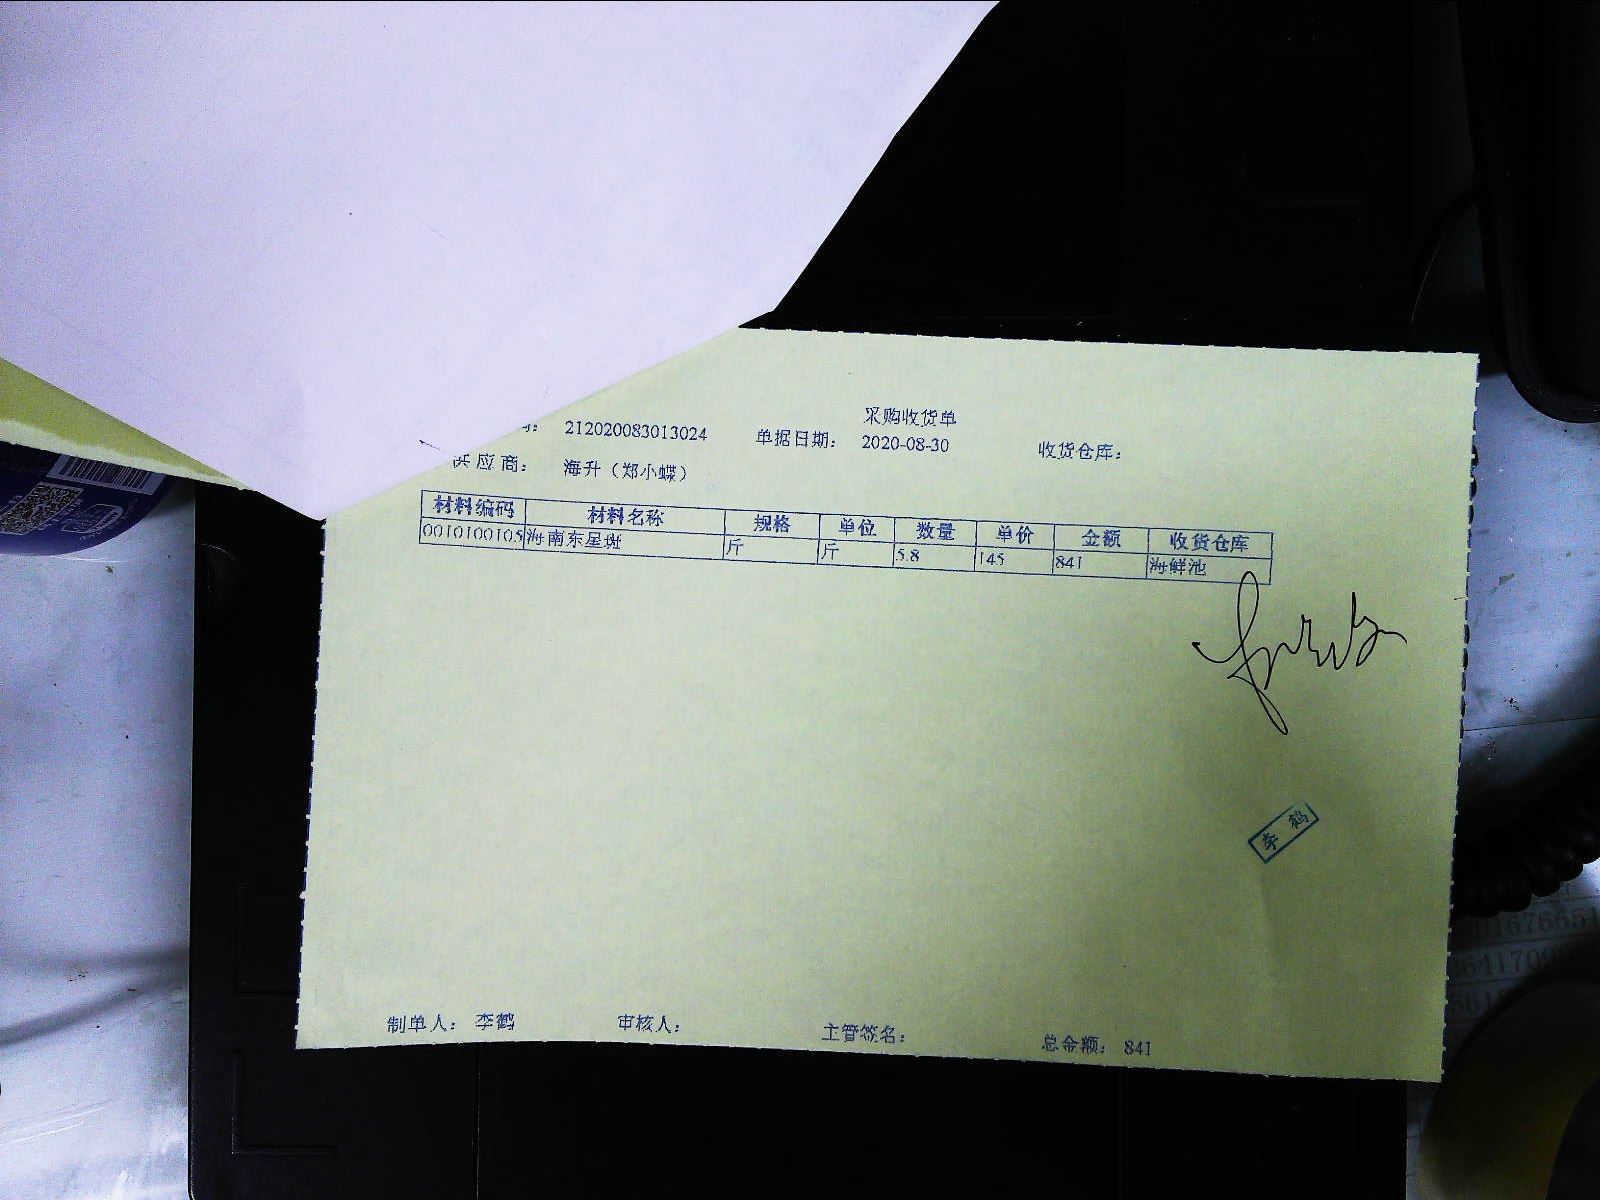 采购收货单
: 212020083013024 单据日期: 2020-08-30 收货仓库:
供应商: 海升（郑小蝶）
材料编码 材料名称 规格 单位 数量 单价 金额 收货仓库
0010100105 海南东星斑 斤 斤 5.8 145 841 海鲜池
李鹤
制单人: 李鹤 审核人: 主管签名: 总金额: 841